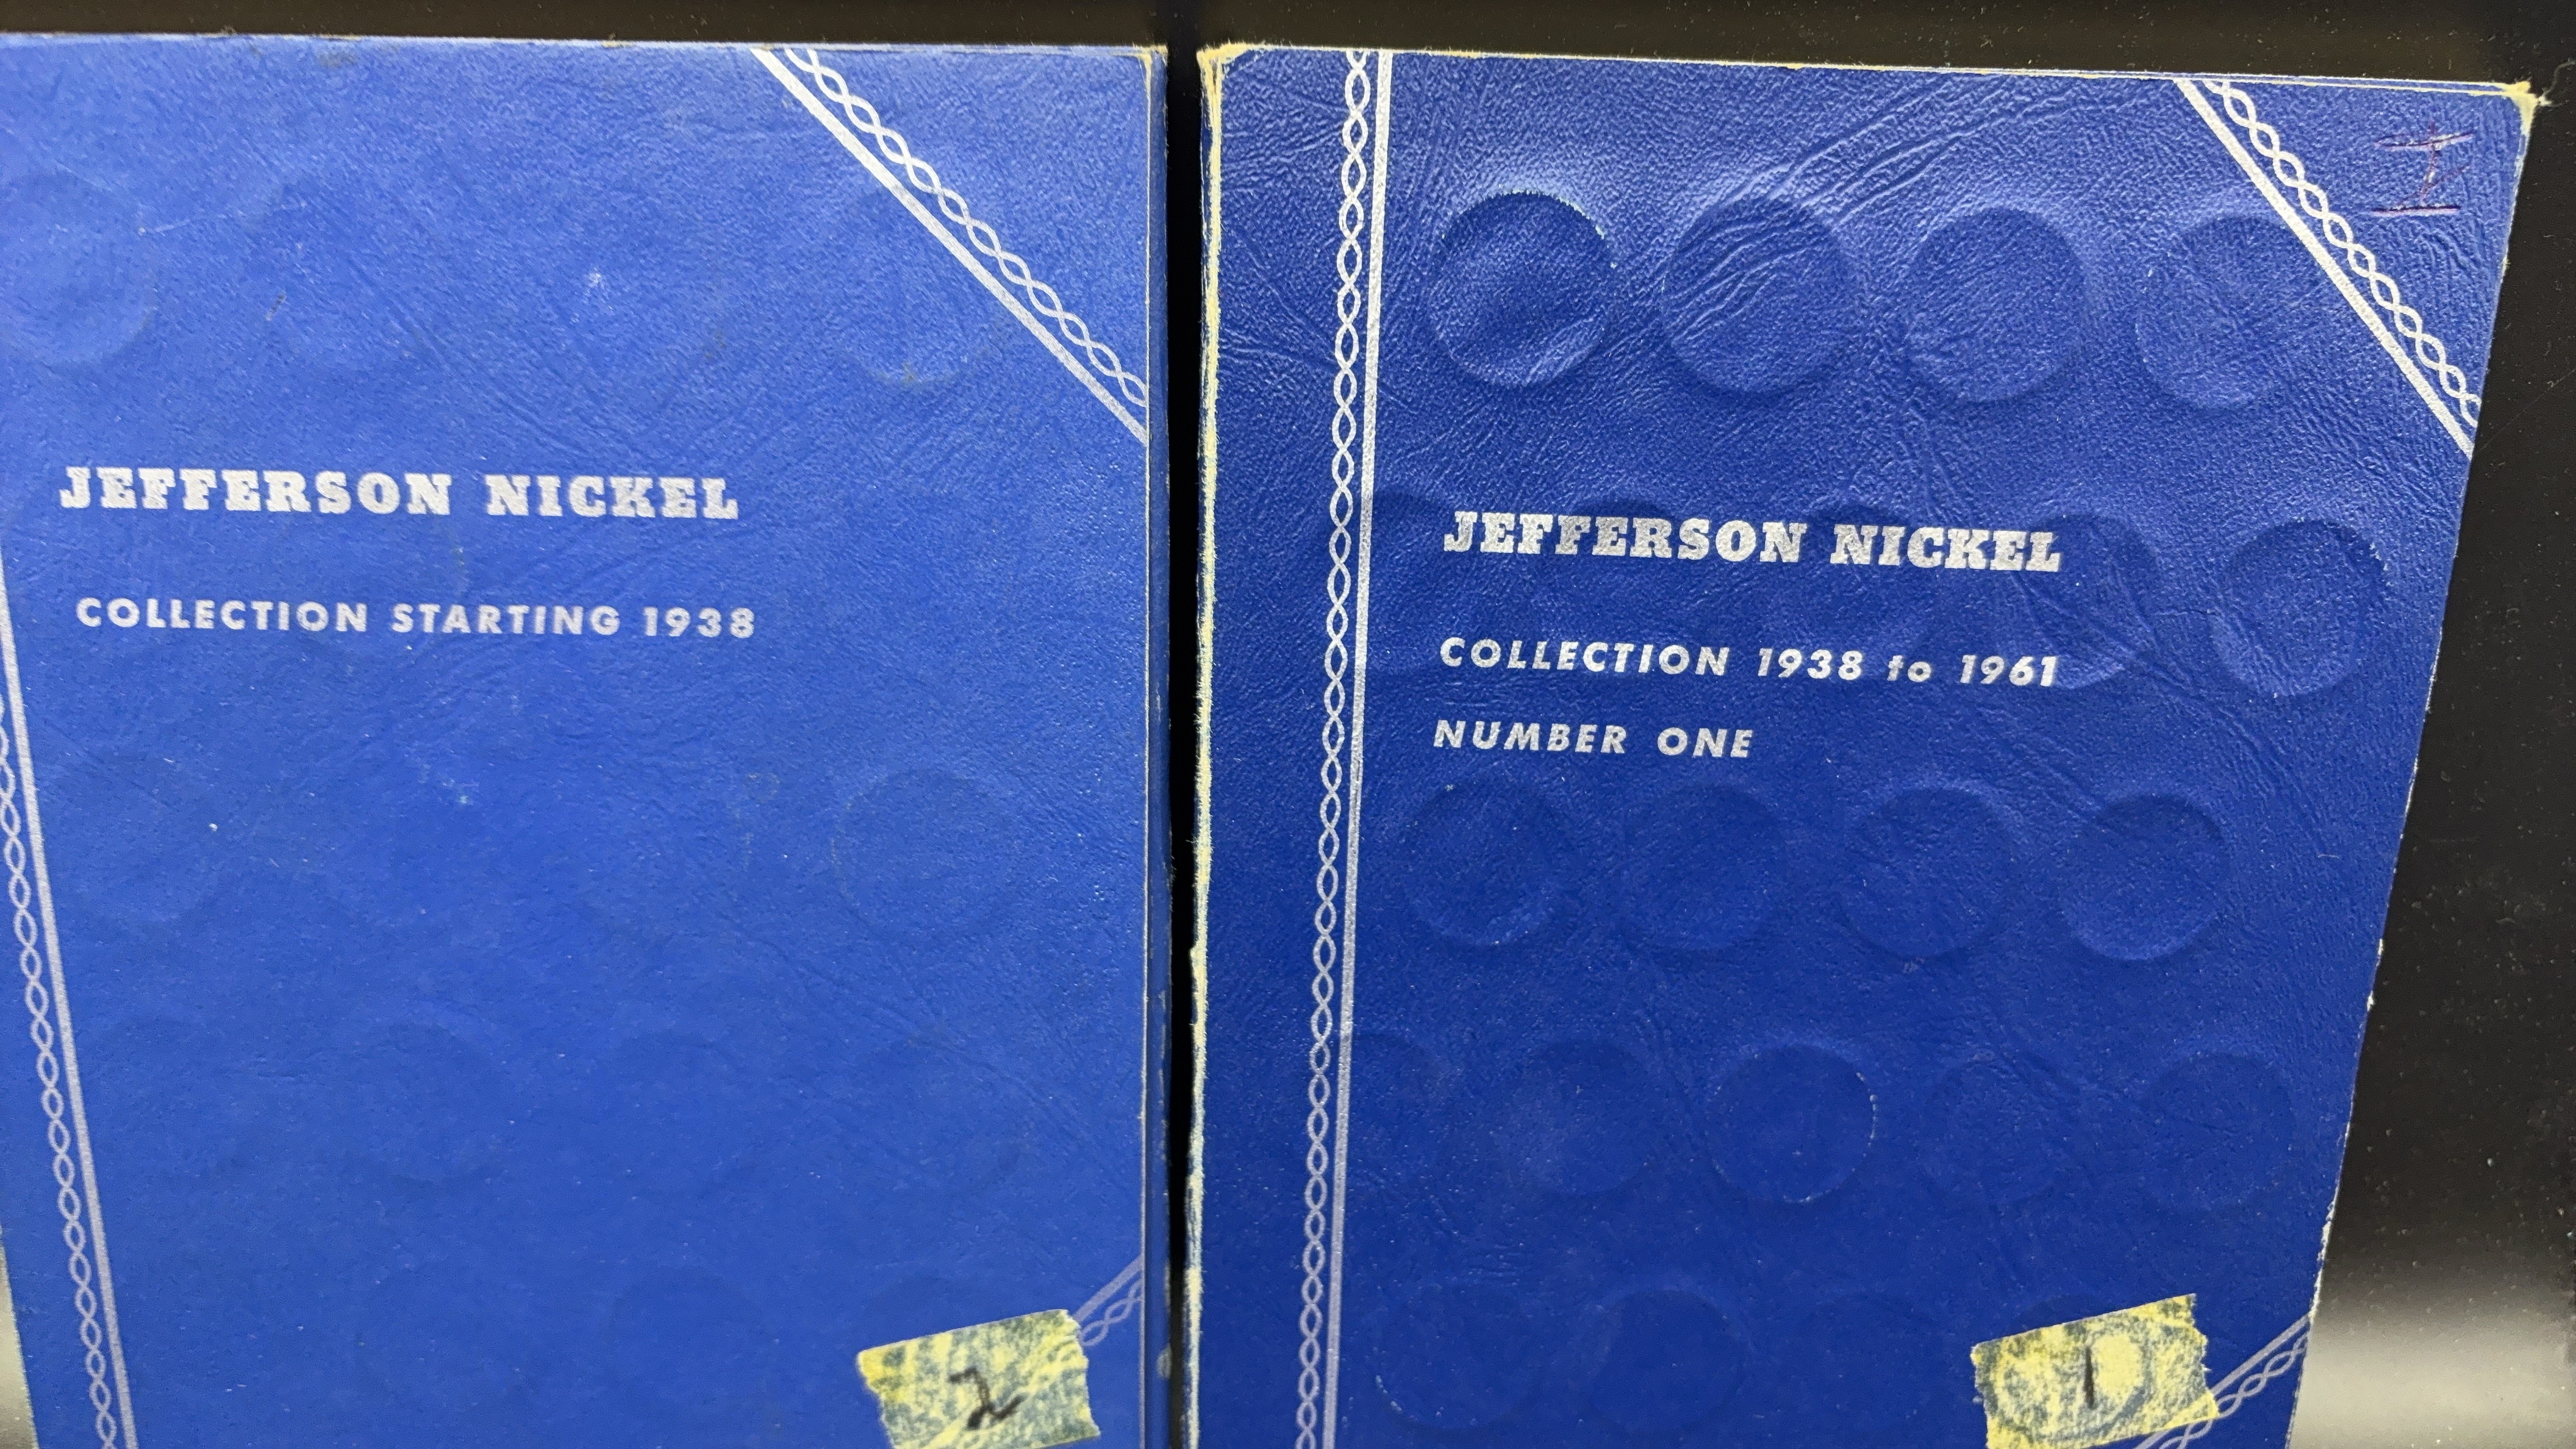 JEFFERSON NICKEL
COLLECTION STARTING 1938
2
JEFFERSON NICKEL
COLLECTION 1938 to 1961
NUMBER ONE
1